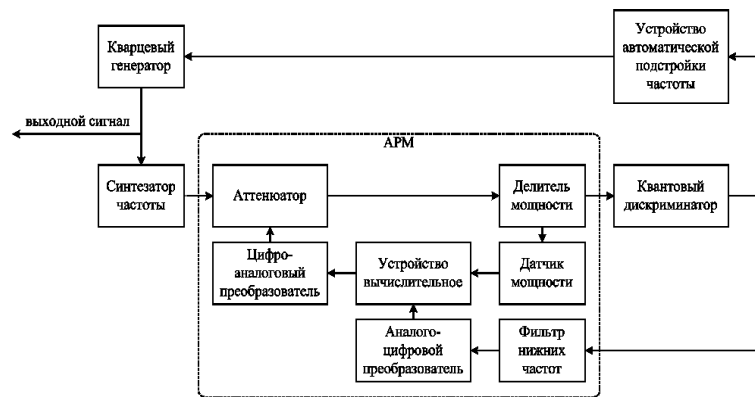 Кварцевый
генератор
Устройство
автоматической
подстройки
частоты
выходной сигнал
АРМ
Синтезатор
частоты
Аттенюатор
Делитель
мощности
Квантовый
дискриминатор
Цифро-
аналоговый
преобразователь
Устройство
вычислительное
Датчик
мощности
Аналого-
цифровой
преобразователь
Фильтр
нижних
частот